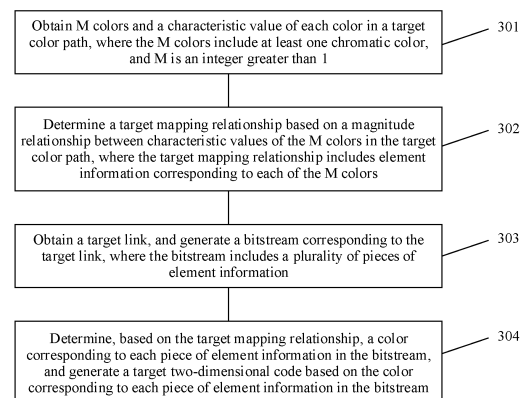 Obtain M colors and a characteristic value of each color in a target
color path, where the M colors include at least one chromatic color,
and M is an integer greater than 1
301
Determine a target mapping relationship based on a magnitude
relationship between characteristic values of the M colors in the target
color path, where the target mapping relationship includes element
information corresponding to each of the M colors
302
Obtain a target link, and generate a bitstream corresponding to the
target link, where the bitstream includes a plurality of pieces of
element information
303
Determine, based on the target mapping relationship, a color
corresponding to each piece of element information in the bitstream,
and generate a target two-dimensional code based on the color
corresponding to each piece of element information in the bitstream
304